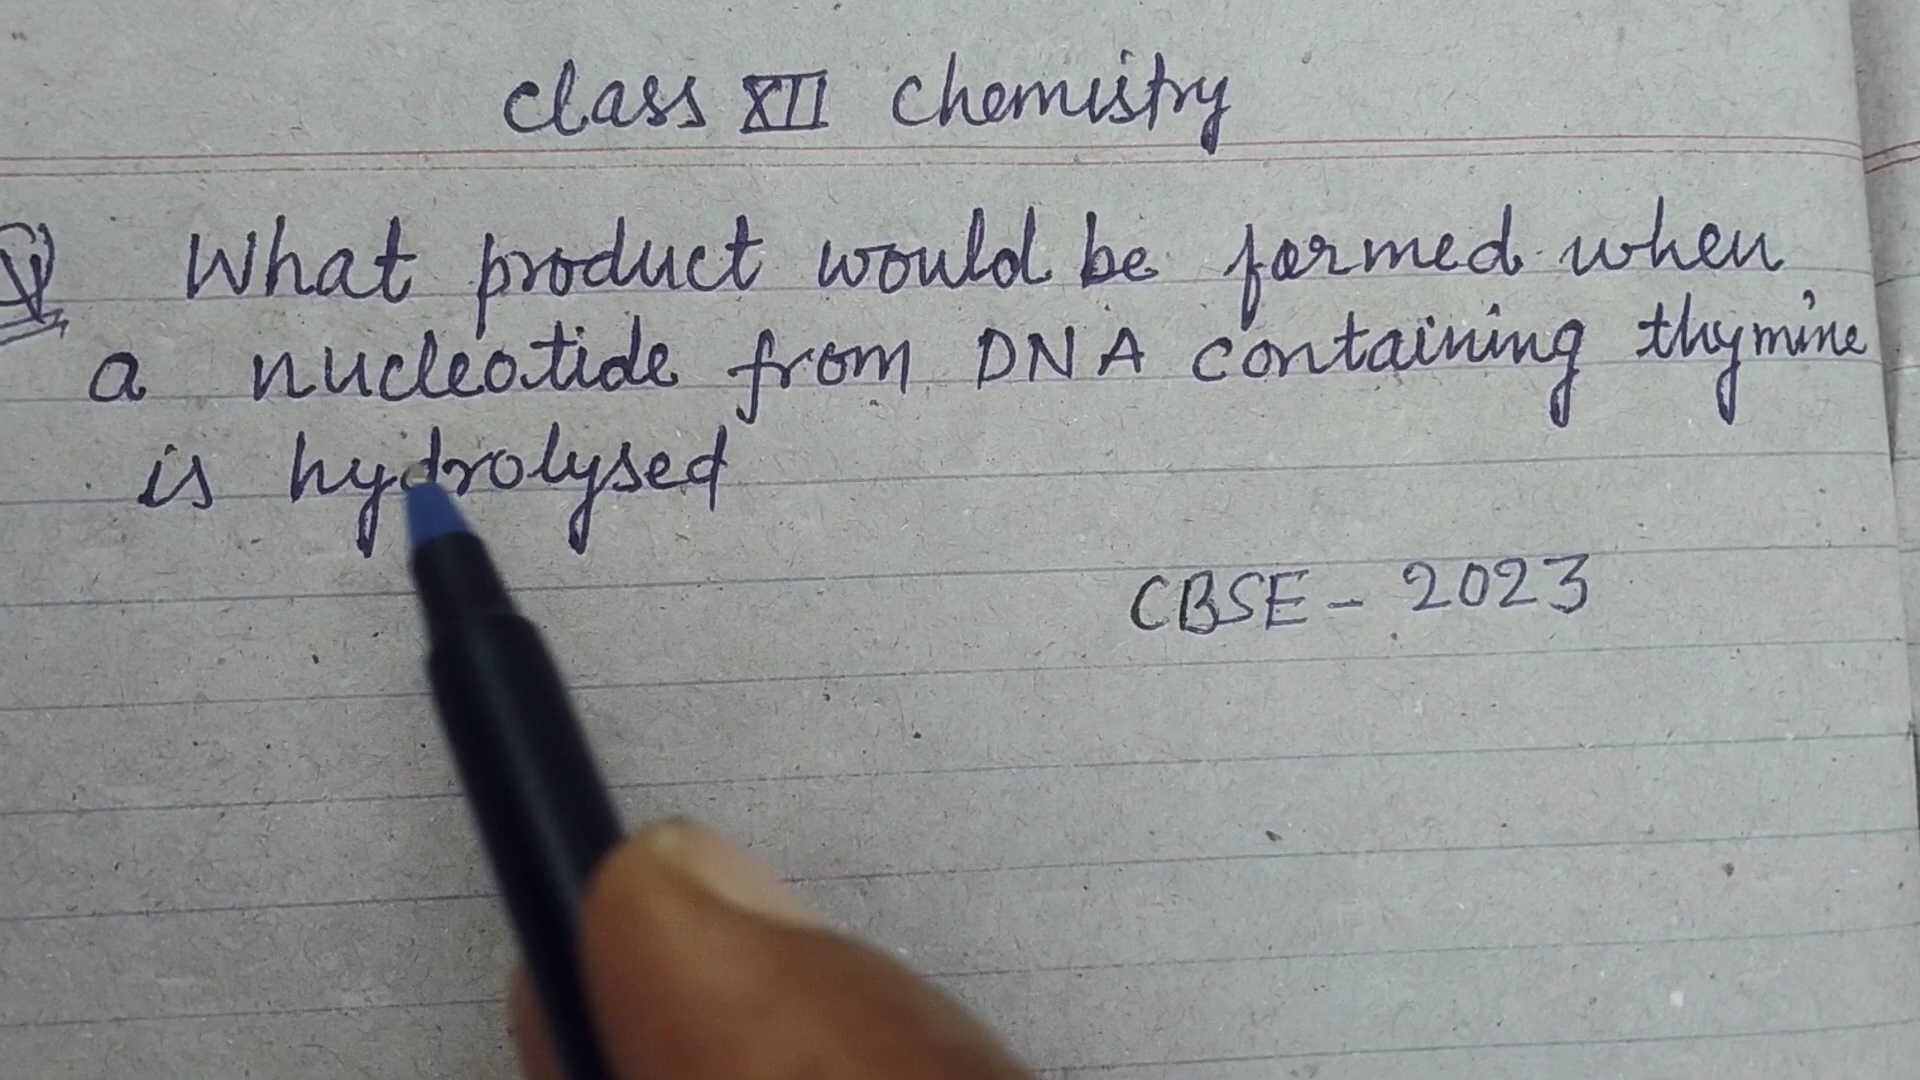 Class XII Chemistry
Q What product would be formed when
a nucleotide from DNA containing thymine
is hydrolysed
CBSE - 2023